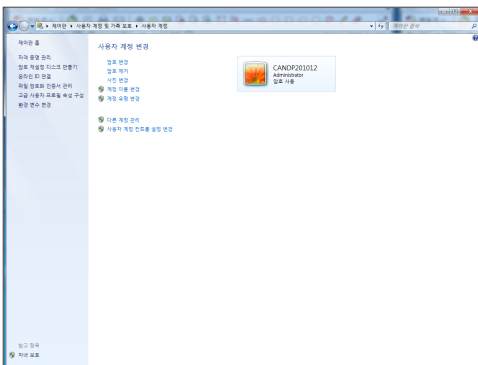 제어판 ▸ 사용자 계정 및 가족 보호 ▸ 사용자 계정
제어판 검색
제어판 홈
자격 증명 관리
암호 재설정 디스크 만들기
온라인 ID 연결
파일 암호화 인증서 관리
고급 사용자 프로필 속성 구성
환경 변수 변경
사용자 계정 변경
암호 변경
암호 제거
사진 변경
계정 이름 변경
계정 유형 변경
다른 계정 관리
사용자 계정 컨트롤 설정 변경
CANDP201012
Administrator
암호 사용
참고 항목
자녀 보호